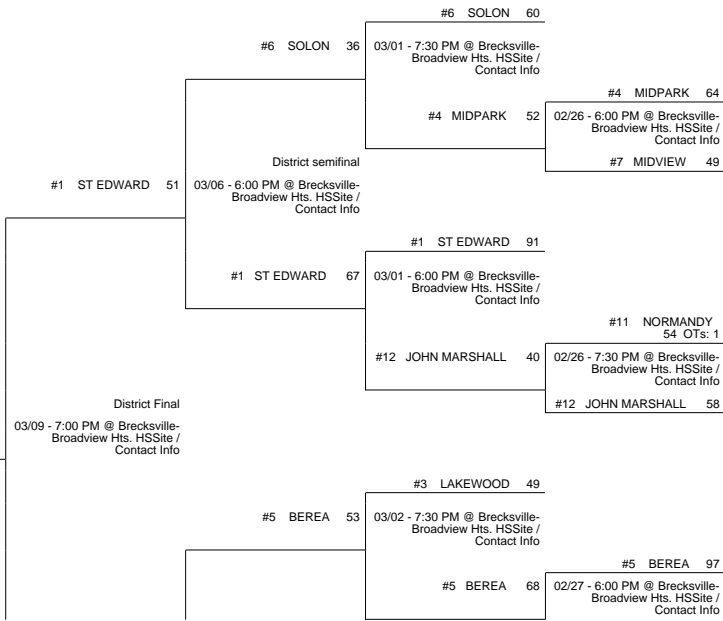 #6 SOLON 60
#6 SOLON 36
03/01 - 7:30 PM @ Brecksville-
Broadview Hts. HSSite /
Contact Info
#4 MIDPARK 64
#4 MIDPARK 52
02/26 - 6:00 PM @ Brecksville-
Broadview Hts. HSSite /
Contact Info
#7 MIDVIEW 49
District semifinal
#1 ST EDWARD 51
03/06 - 6:00 PM @ Brecksville-
Broadview Hts. HSSite /
Contact Info
#1 ST EDWARD 91
#1 ST EDWARD 67
03/01 - 6:00 PM @ Brecksville-
Broadview Hts. HSSite /
Contact Info
#11 NORMANDY
54 OTs: 1
#12 JOHN MARSHALL 40
02/26 - 7:30 PM @ Brecksville-
Broadview Hts. HSSite /
Contact Info
#12 JOHN MARSHALL 58
District Final
03/09 - 7:00 PM @ Brecksville-
Broadview Hts. HSSite /
Contact Info
#3 LAKEWOOD 49
#5 BEREA 53
03/02 - 7:30 PM @ Brecksville-
Broadview Hts. HSSite /
Contact Info
#5 BEREA 97
#5 BEREA 68
02/27 - 6:00 PM @ Brecksville-
Broadview Hts. HSSite /
Contact Info